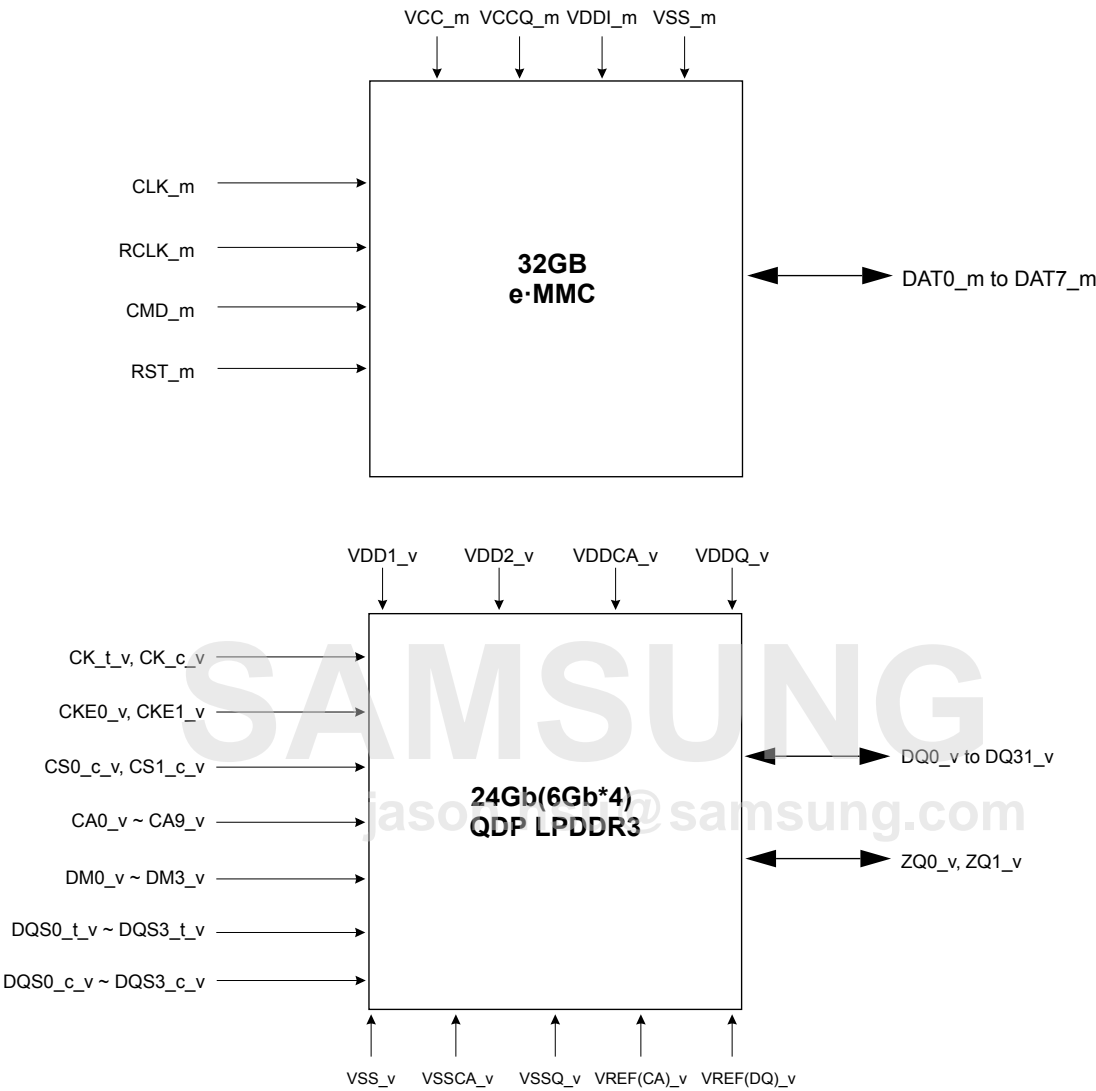 VCC_m VCCQ_m VDDI_m VSS_m
CLK_m
RCLK_m
CMD_m
RST_m
32GB
e·MMC
DAT0_m to DAT7_m
VDD1_v VDD2_v VDDCA_v VDDQ_v
CK_t_v, CK_c_v
CKE0_v, CKE1_v
CS0_c_v, CS1_c_v
CA0_v ~ CA9_v
DM0_v ~ DM3_v
DQS0_t_v ~ DQS3_t_v
DQS0_c_v ~ DQS3_c_v
SAMSUNG
jason.hsu@samsung.com
24Gb(6Gb*4)
QDP LPDDR3
DQ0_v to DQ31_v
ZQ0_v, ZQ1_v
VSS_v VSSCA_v VSSQ_v VREF(CA)_v VREF(DQ)_v